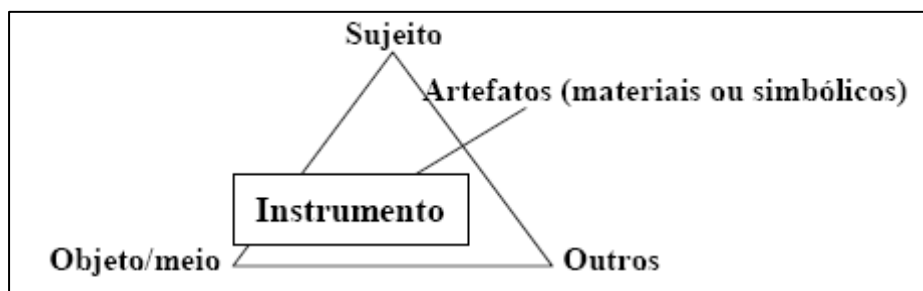 Sujeito
Artefatos (materiais ou simbólicos)
Instrumento
Objeto/meio
Outros